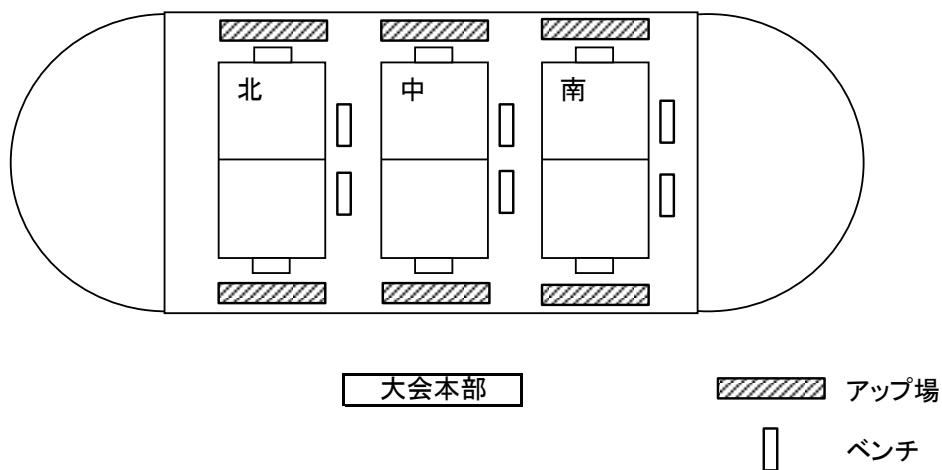 北
中
南
大会本部
アップ場
ベンチ